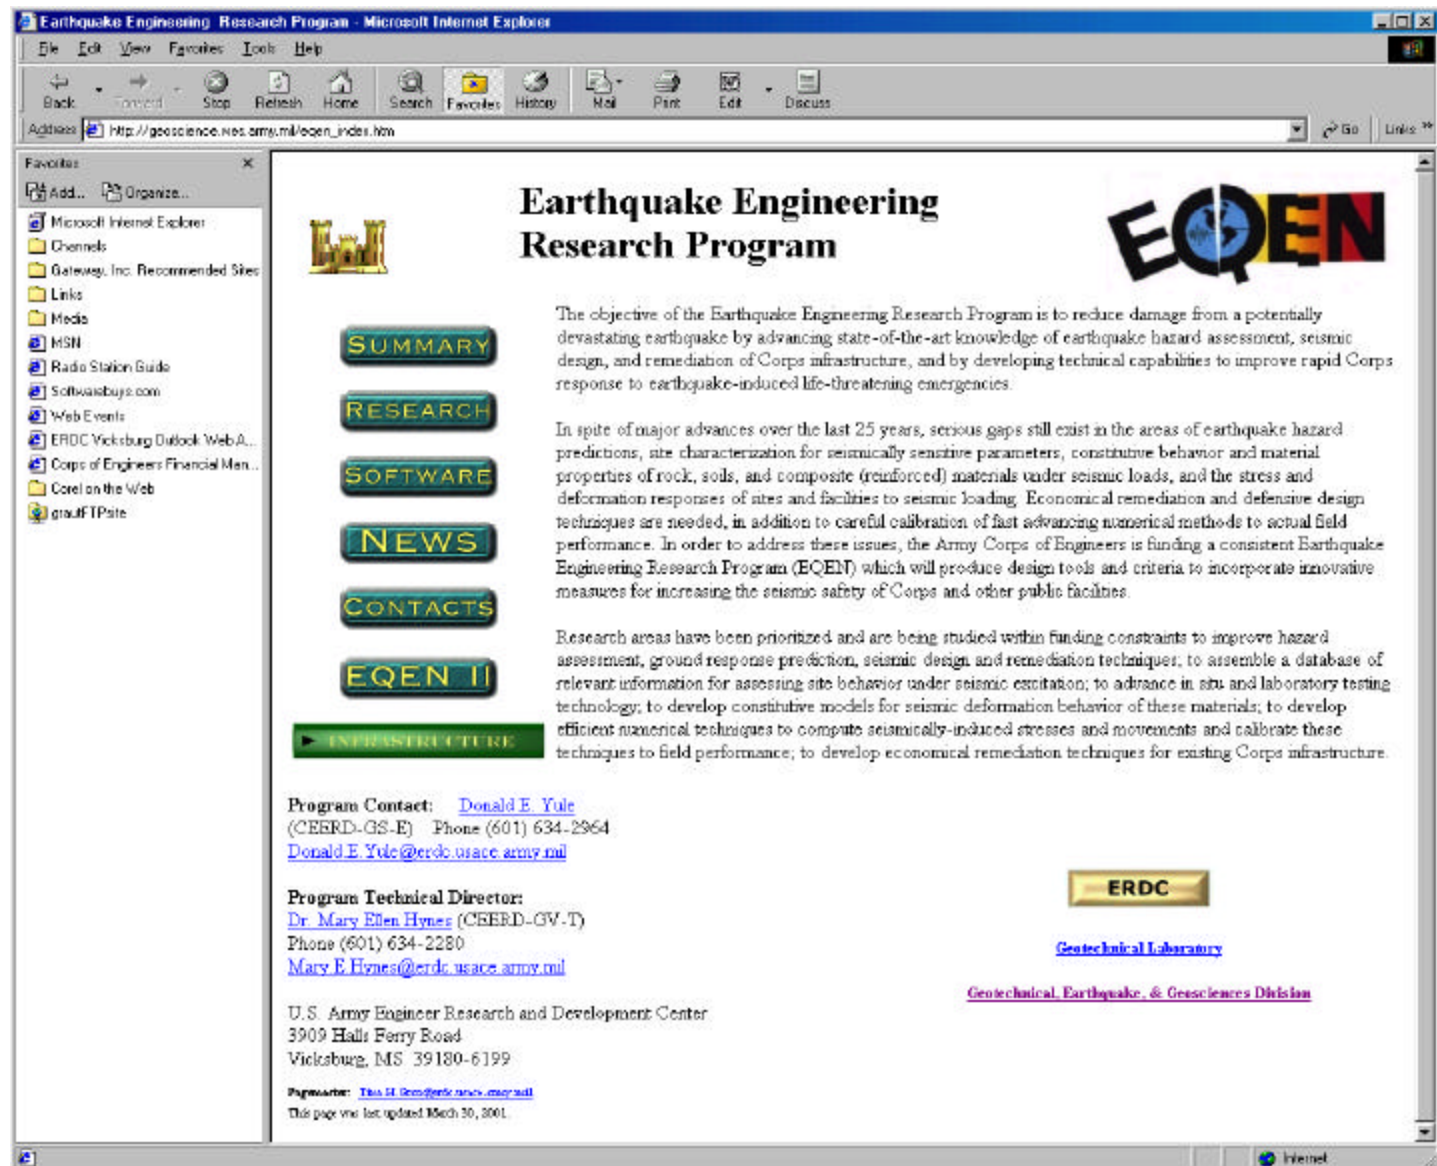 Earthquake Engineering Research Program - Microsoft Internet Explorer
File Edit View Favorites Tools Help
Back Forward Stop Refresh Home Search Favorites History Mail Print Edit Discuss
Address http://geoscience.wes.army.mil/eqen_index.htm Go Links »
Favorites
Add... Organize...
Microsoft Internet Explorer
Channels
Gateway, Inc. Recommended Sites
Links
Media
MSN
Radio Station Guide
Softwarebuys.com
Web Events
ERDC Vicksburg Outlook Web A...
Corps of Engineers Financial Man...
Corel on the Web
grautFTPsite
Earthquake Engineering
Research Program
EQEN
SUMMARY
RESEARCH
SOFTWARE
NEWS
CONTACTS
EQEN II
INFRASTRUCTURE
The objective of the Earthquake Engineering Research Program is to reduce damage from a potentially
devastating earthquake by advancing state-of-the-art knowledge of earthquake hazard assessment, seismic
design, and remediation of Corps infrastructure, and by developing technical capabilities to improve rapid Corps
response to earthquake-induced life-threatening emergencies.
In spite of major advances over the last 25 years, serious gaps still exist in the areas of earthquake hazard
predictions, site characterization for seismically sensitive parameters, constitutive behavior and material
properties of rock, soils, and composite (reinforced) materials under seismic loads, and the stress and
deformation responses of sites and facilities to seismic loading. Economical remediation and defensive design
techniques are needed, in addition to careful calibration of fast advancing numerical methods to actual field
performance. In order to address these issues, the Army Corps of Engineers is funding a consistent Earthquake
Engineering Research Program (EQEN) which will produce design tools and criteria to incorporate innovative
measures for increasing the seismic safety of Corps and other public facilities.
Research areas have been prioritized and are being studied within funding constraints to improve hazard
assessment, ground response prediction, seismic design and remediation techniques; to assemble a database of
relevant information for assessing site behavior under seismic excitation; to advance in situ and laboratory testing
technology; to develop constitutive models for seismic deformation behavior of these materials; to develop
efficient numerical techniques to compute seismically-induced stresses and movements and calibrate these
techniques to field performance; to develop economical remediation techniques for existing Corps infrastructure.
Program Contact: Donald E. Yule
(CEERD-GS-E) Phone (601) 634-2964
Donald.E.Yule@erdc.usace.army.mil
Program Technical Director:
Dr. Mary Ellen Hynes (CEERD-GV-T)
Phone (601) 634-2280
Mary.E.Hynes@erdc.usace.army.mil
U.S. Army Engineer Research and Development Center
3909 Halls Ferry Road
Vicksburg, MS 39180-6199
Pagemaster:
This page was last updated March 30, 2001.
ERDC
Geotechnical Laboratory
Geotechnical, Earthquake, & Geosciences Division
Internet